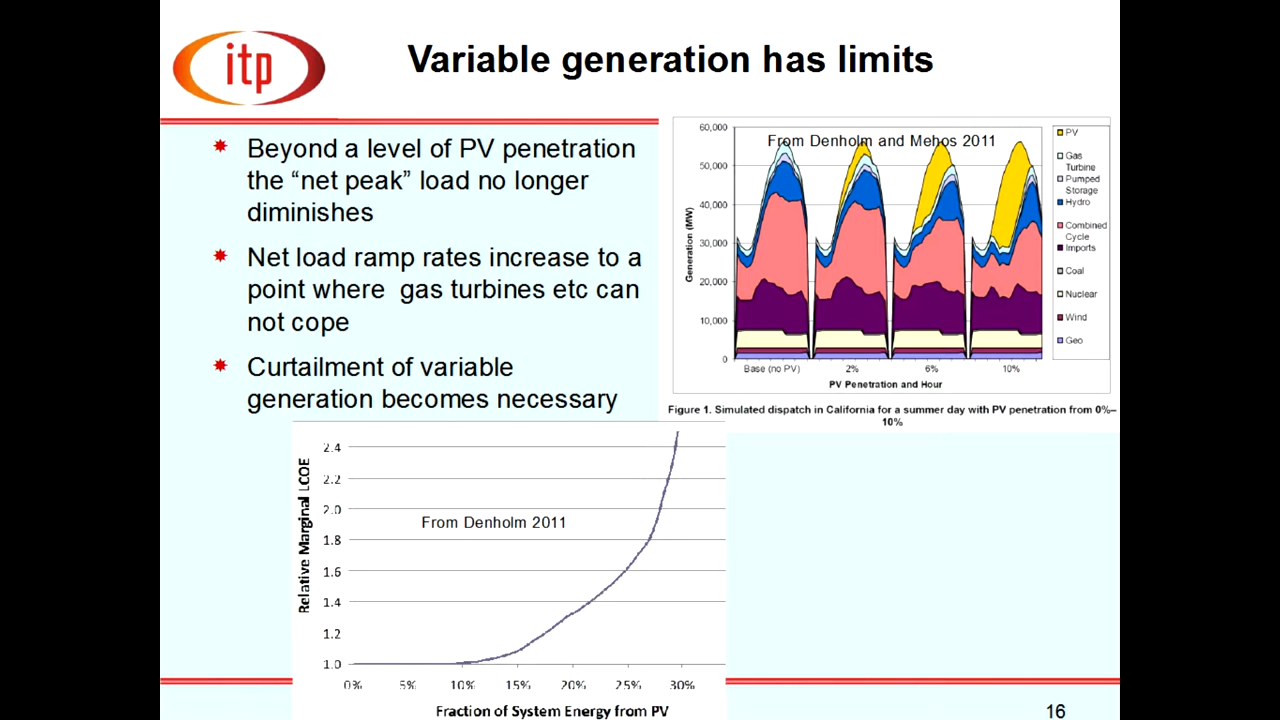 itp
Variable generation has limits
Beyond a level of PV penetration
the “net peak” load no longer
diminishes
Net load ramp rates increase to a
point where gas turbines etc can
not cope
Curtailment of variable
generation becomes necessary
From Denholm and Mehos 2011
Generation (MW)
60,000
50,000
40,000
30,000
20,000
10,000
0
Base (no PV)
2%
6%
10%
PV Penetration and Hour
PV
Gas
Turbine
Pumped
Storage
Hydro
Combined
Cycle
Imports
Coal
Nuclear
Wind
Geo
Figure 1. Simulated dispatch in California for a summer day with PV penetration from 0%–
10%
From Denholm 2011
Relative Marginal LCOE
2.4
2.2
2.0
1.8
1.6
1.4
1.2
1.0
0%
5%
10%
15%
20%
25%
30%
Fraction of System Energy from PV
16